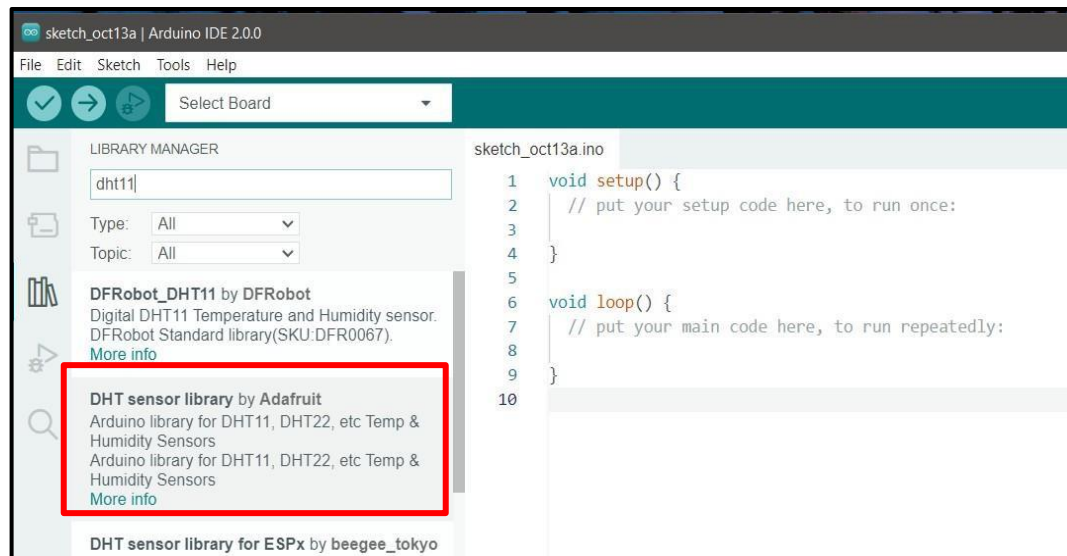 sketch_oct13a | Arduino IDE 2.0.0
File Edit Sketch Tools Help
Select Board
LIBRARY MANAGER
dht11
Type: All
Topic: All
DFRobot_DHT11 by DFRobot
Digital DHT11 Temperature and Humidity sensor.
DFRobot Standard library(SKU:DFR0067).
More info
DHT sensor library by Adafruit
Arduino library for DHT11, DHT22, etc Temp &
Humidity Sensors
Arduino library for DHT11, DHT22, etc Temp &
Humidity Sensors
More info
DHT sensor library for ESPx by beegee_tokyo
sketch_oct13a.ino
1 void setup() {
2 // put your setup code here, to run once:
3
4 }
5
6 void loop() {
7 // put your main code here, to run repeatedly:
8
9 }
10